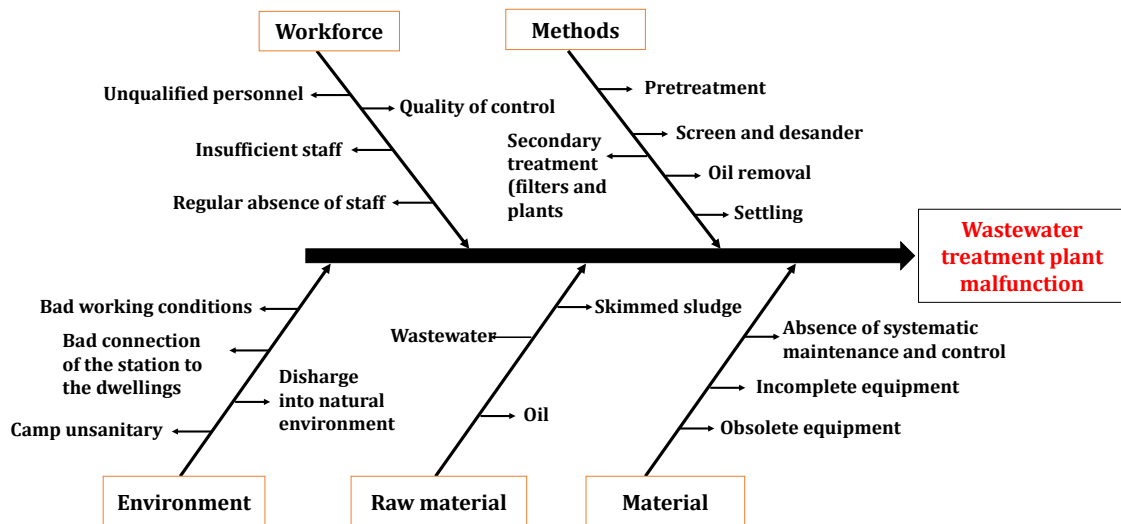 Workforce
Methods
Unqualified personnel
Quality of control
Insufficient staff
Regular absence of staff
Pretreatment
Screen and desander
Secondary
treatment
(filters and
plants
Oil removal
Settling
Wastewater
treatment plant
malfunction
Bad working conditions
Bad connection
of the station to
the dwellings
Disharge
into natural
environment
Camp unsanitary
Skimmed sludge
Wastewater
Oil
Absence of systematic
maintenance and control
Incomplete equipment
Obsolete equipment
Environment
Raw material
Material